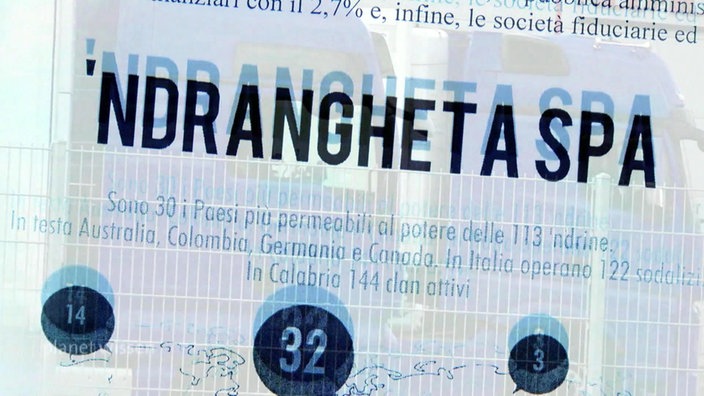 anziari con il 2,7% e, infine, le società fiduciarie ed
'NDRANGHETA SPA
Sono 30 i Paesi più permeabili al potere delle 113 'ndrine.
In testa Australia, Colombia, Germania e Canada. In Italia operano 122 sodalizi
In Calabria 144 clan attivi
14
32
3